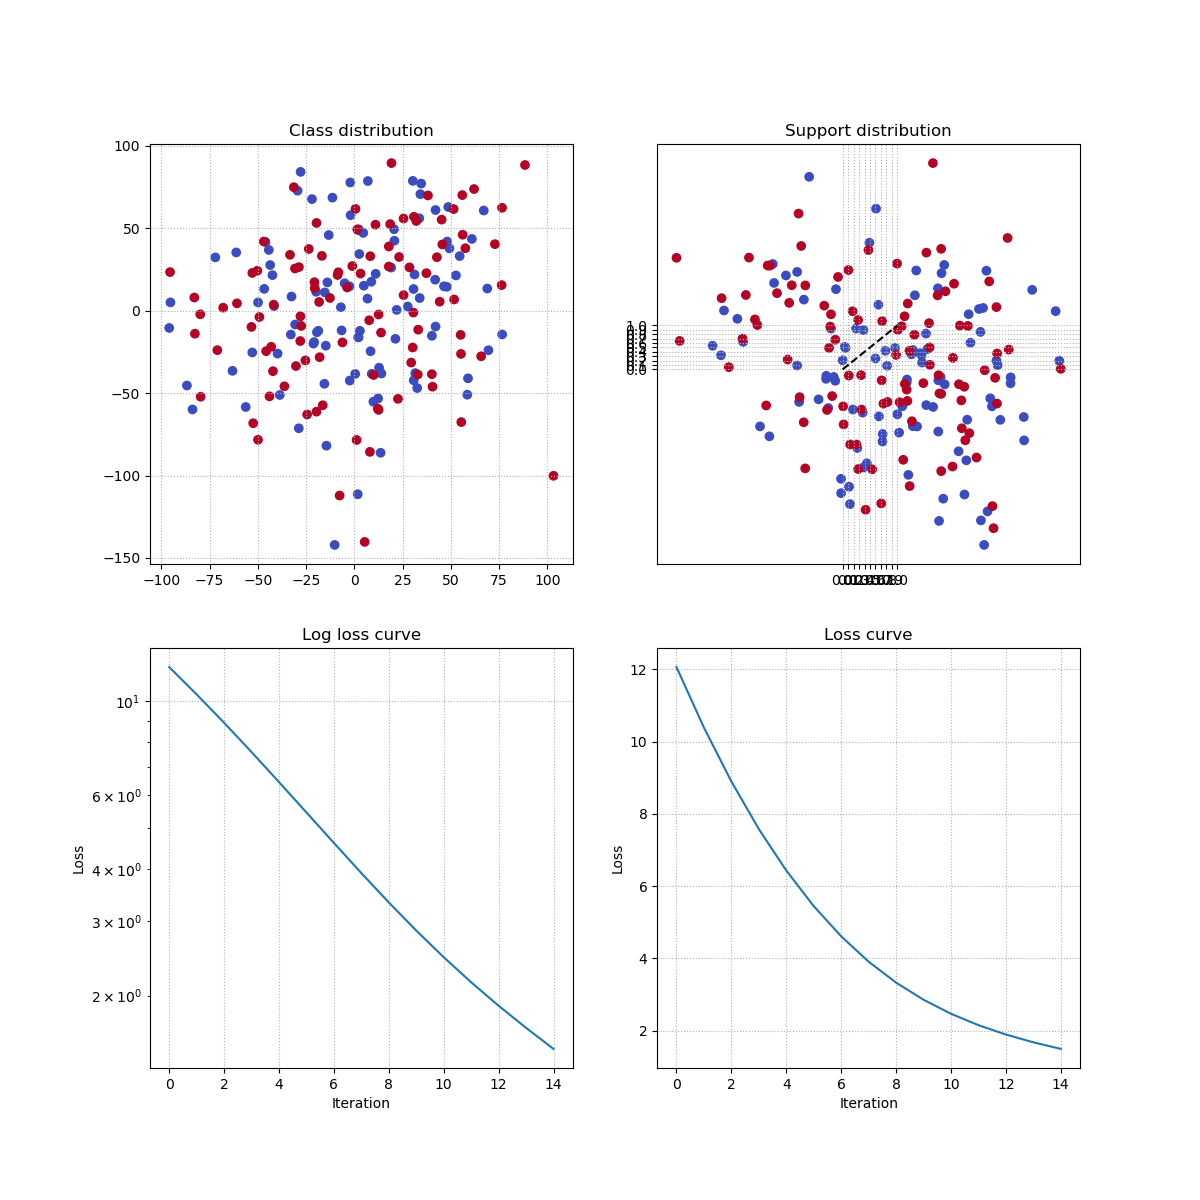 Class distribution
100
50
0
−50
−100
−150
−100 −75 −50 −25 0 25 50 75 100
Support distribution
1.0
0.0
Log loss curve
Loss
10¹
6 × 10⁰
4 × 10⁰
3 × 10⁰
2 × 10⁰
0 2 4 6 8 10 12 14
Iteration
Loss curve
Loss
12
10
8
6
4
2
0 2 4 6 8 10 12 14
Iteration